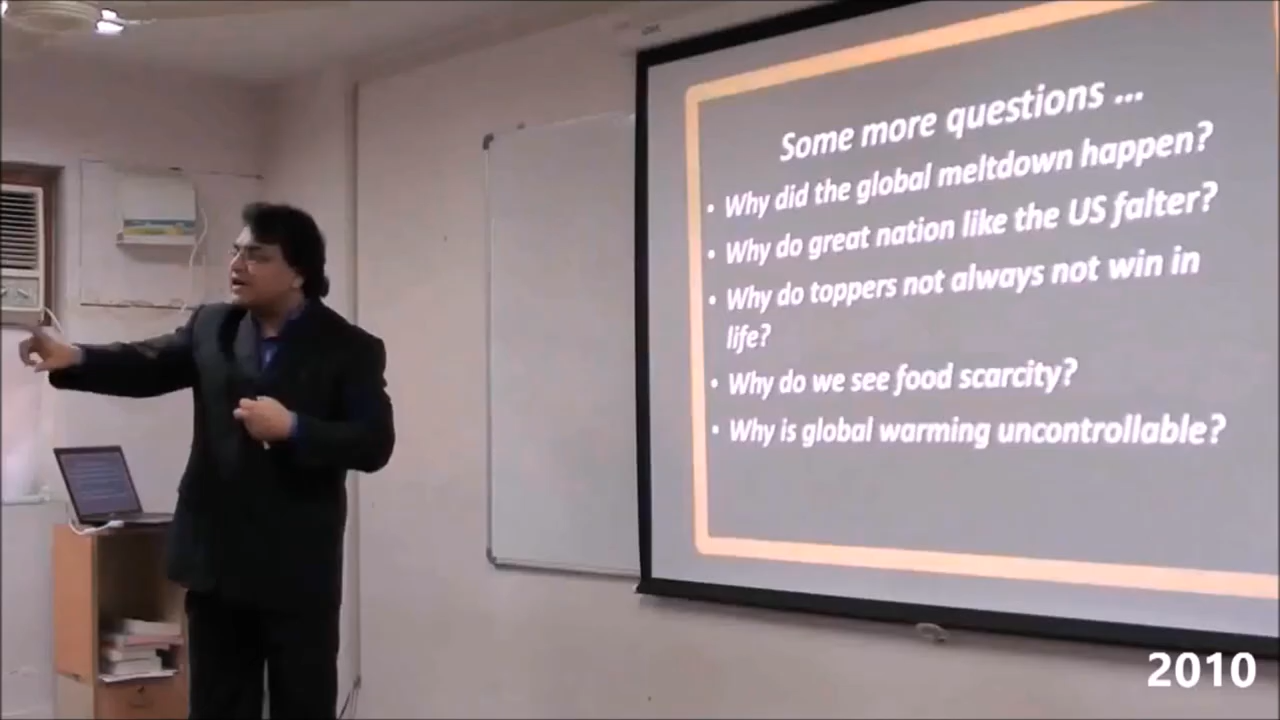 Some more questions ...
• Why did the global meltdown happen?
• Why do great nation like the US falter?
• Why do toppers not always not win in
life?
• Why do we see food scarcity?
• Why is global warming uncontrollable?
2010